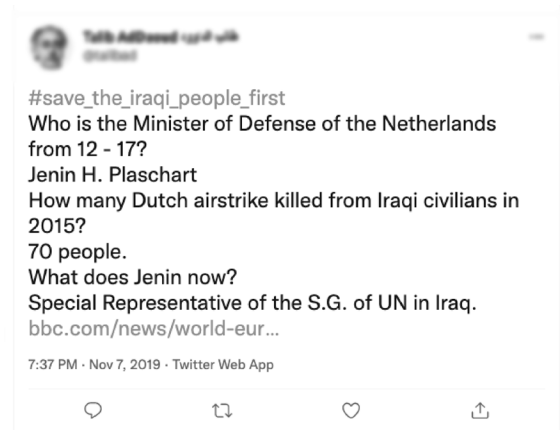 #save_the_iraqi_people_first
Who is the Minister of Defense of the Netherlands
from 12 - 17?
Jenin H. Plaschart
How many Dutch airstrike killed from Iraqi civilians in
2015?
70 people.
What does Jenin now?
Special Representative of the S.G. of UN in Iraq.
bbc.com/news/world-eur...
7:37 PM · Nov 7, 2019 · Twitter Web App